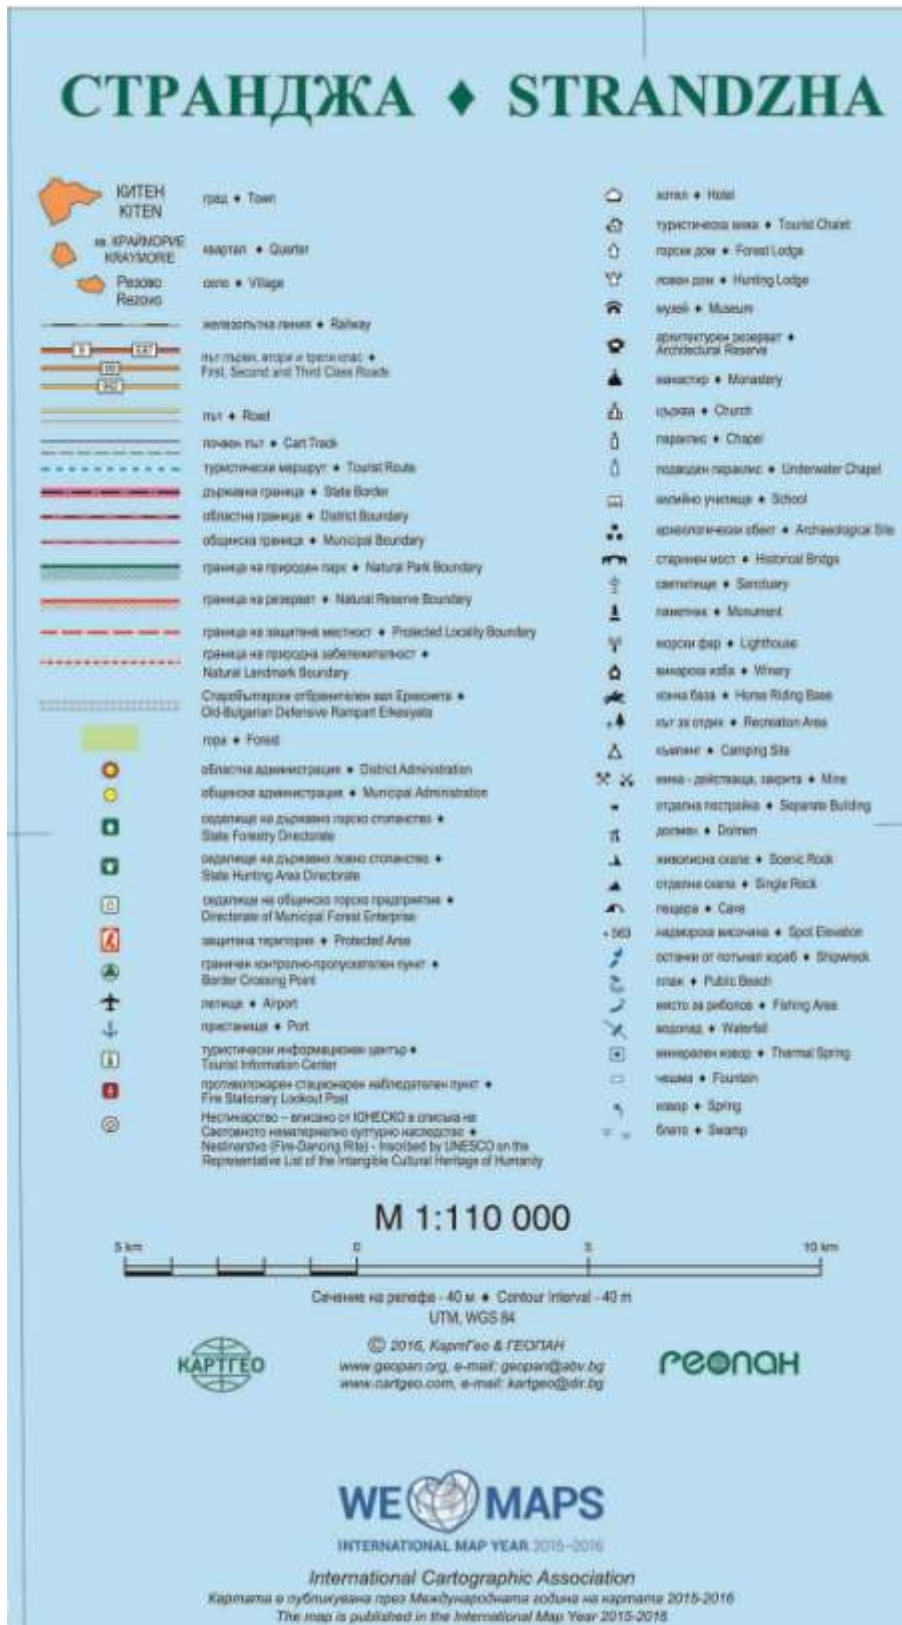 СТРАНДЖА ♦ STRANDZHA
КИТЕН
KITEN
град ♦ Town
кв. КРАЙМОРИЕ
KRAYMORIE
квартал ♦ Quarter
Резово
Rezovo
село ♦ Village
железопътна линия ♦ Railway
9 E87
99
992
път първи, втори и трети клас ♦
First, Second and Third Class Roads
път ♦ Road
почвен път ♦ Cart Track
туристически маршрут ♦ Tourist Route
държавна граница ♦ State Border
областна граница ♦ District Boundary
общинска граница ♦ Municipal Boundary
граница на природен парк ♦ Natural Park Boundary
граница на резерват ♦ Natural Reserve Boundary
граница на защитена местност ♦ Protected Locality Boundary
граница на природна забележителност ♦
Natural Landmark Boundary
Старобългарски отбранителен вал Еркесията ♦
Old-Bulgarian Defensive Rampart Erkesiyata
гора ♦ Forest
областна администрация ♦ District Administration
общинска администрация ♦ Municipal Administration
седалище на държавно горско стопанство ♦
State Forestry Directorate
седалище на държавно ловно стопанство ♦
State Hunting Area Directorate
седалище на общинско горско предприятие ♦
Directorate of Municipal Forest Enterprise
защитена територия ♦ Protected Area
граничен контролно-пропускателен пункт ♦
Border Crossing Point
летище ♦ Airport
пристанище ♦ Port
туристически информационен център ♦
Tourist Information Center
противопожарен стационарен наблюдателен пункт ♦
Fire Stationary Lookout Post
Нестинарство – вписано от ЮНЕСКО в списъка на
Световното нематериално културно наследство ♦
Nestinarstvo (Fire-Dancing Rite) - Inscribed by UNESCO on the
Representative List of the Intangible Cultural Heritage of Humanity
хотел ♦ Hotel
туристическа хижа ♦ Tourist Chalet
горски дом ♦ Forest Lodge
ловен дом ♦ Hunting Lodge
музей ♦ Museum
архитектурен резерват ♦
Architectural Reserve
манастир ♦ Monastery
църква ♦ Church
параклис ♦ Chapel
подводен параклис ♦ Underwater Chapel
килийно училище ♦ School
археологически обект ♦ Archaeological Site
старинен мост ♦ Historical Bridge
светилище ♦ Sanctuary
паметник ♦ Monument
морски фар ♦ Lighthouse
винарска изба ♦ Winery
конна база ♦ Horse Riding Base
кът за отдих ♦ Recreation Area
къмпинг ♦ Camping Site
мина - действаща, закрита ♦ Mine
отделна постройка ♦ Separate Building
долмен ♦ Dolmen
живописна скала ♦ Scenic Rock
отделна скала ♦ Single Rock
пещера ♦ Cave
563 надморска височина ♦ Spot Elevation
останки от потънал кораб ♦ Shipwreck
плаж ♦ Public Beach
място за риболов ♦ Fishing Area
водопад ♦ Waterfall
минерален извор ♦ Thermal Spring
чешма ♦ Fountain
извор ♦ Spring
блато ♦ Swamp
М 1:110 000
5 km 0 5 10 km
Сечение на релефа - 40 м ♦ Contour Interval - 40 m
UTM, WGS 84
КАРТГЕО
© 2016, КартГео & ГЕОПАН
www.geopan.org, e-mail: geopan@abv.bg
www.cartgeo.com, e-mail: kartgeo@dir.bg
геопан
WE MAPS
INTERNATIONAL MAP YEAR 2015–2016
International Cartographic Association
Картата е публикувана през Международната година на картата 2015-2016
The map is published in the International Map Year 2015-2016